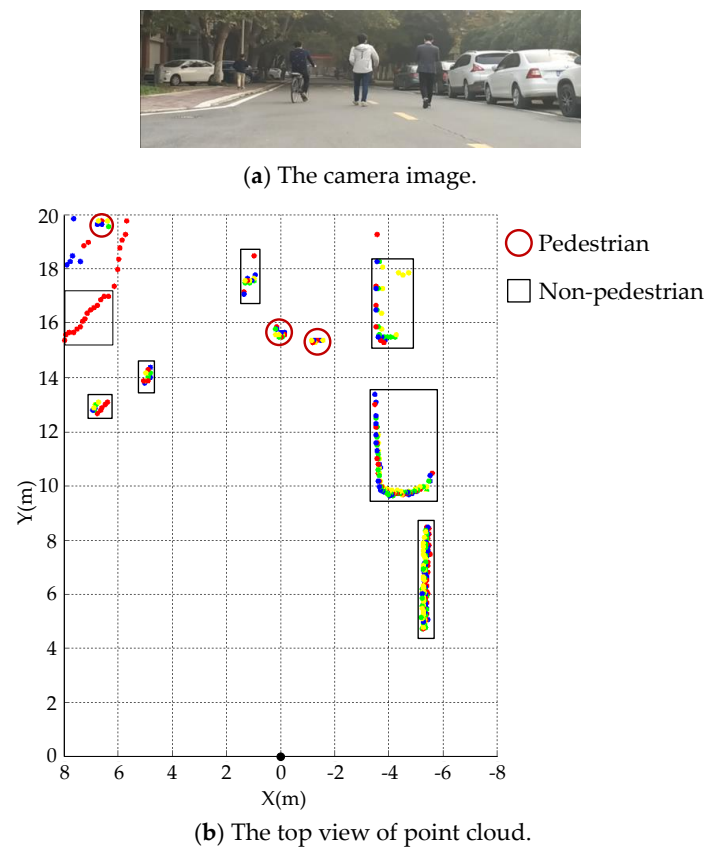 (a) The camera image.
20
18
16
14
12
10
8
6
4
2
0
Y(m)
Pedestrian
Non-pedestrian
8 6 4 2 0 -2 -4 -6 -8
X(m)
(b) The top view of point cloud.